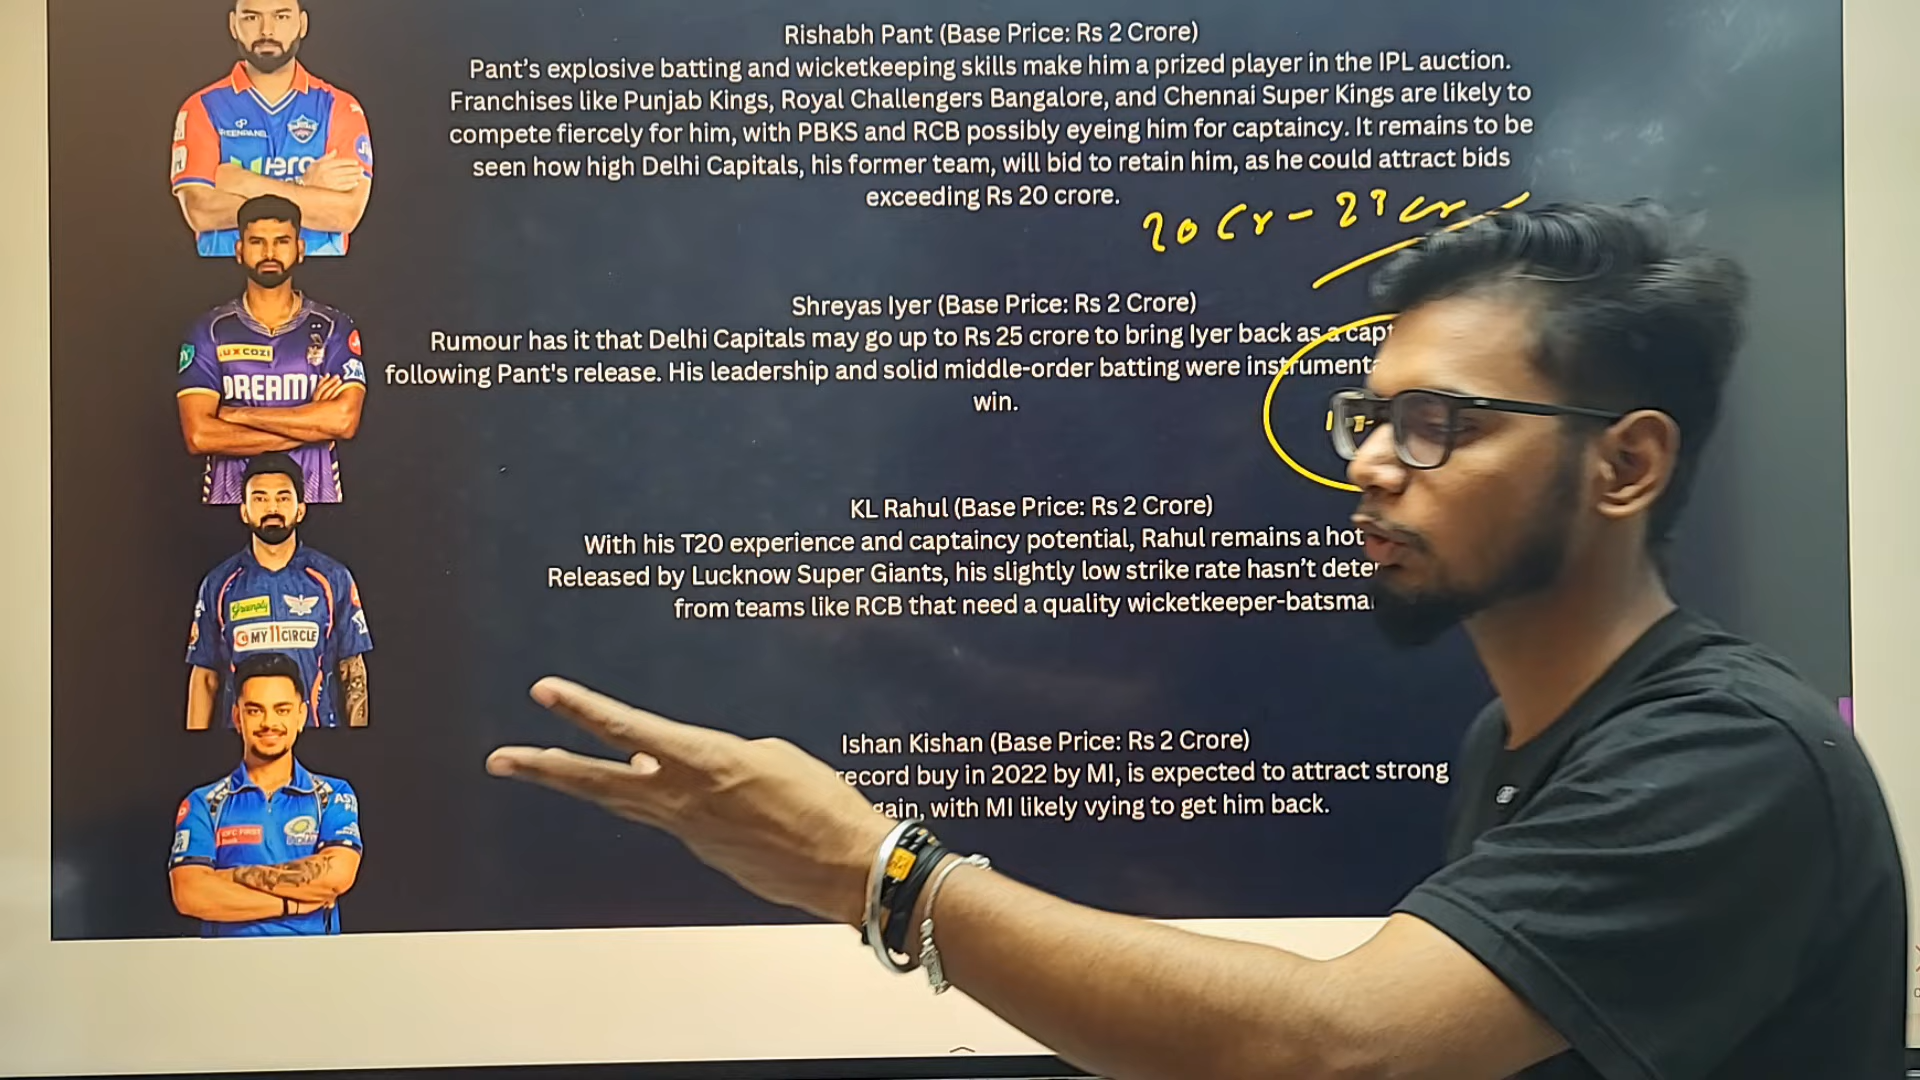 Rishabh Pant (Base Price: Rs 2 Crore)
Pant's explosive batting and wicketkeeping skills make him a prized player in the IPL auction.
Franchises like Punjab Kings, Royal Challengers Bangalore, and Chennai Super Kings are likely to
compete fiercely for him, with PBKS and RCB possibly eyeing him for captaincy. It remains to be
seen how high Delhi Capitals, his former team, will bid to retain him, as he could attract bids
exceeding Rs 20 crore.
20 Cr -
Shreyas Iyer (Base Price: Rs 2 Crore)
Rumour has it that Delhi Capitals may go up to Rs 25 crore to bring Iyer back as a
following Pant's release. His leadership and solid middle-order batting were
win.
KL Rahul (Base Price: Rs 2 Crore)
With his T20 experience and captaincy potential, Rahul remains a hot
Released by Lucknow Super Giants, his slightly low strike rate hasn't
from teams like RCB that need a quality
Ishan Kishan (Base Price: Rs 2 Crore)
record buy in 2022 by MI, is expected to attract strong
with MI likely vying to get him back.
Hero
LUX COZI
DREAM11
Greenply
MY11CIRCLE